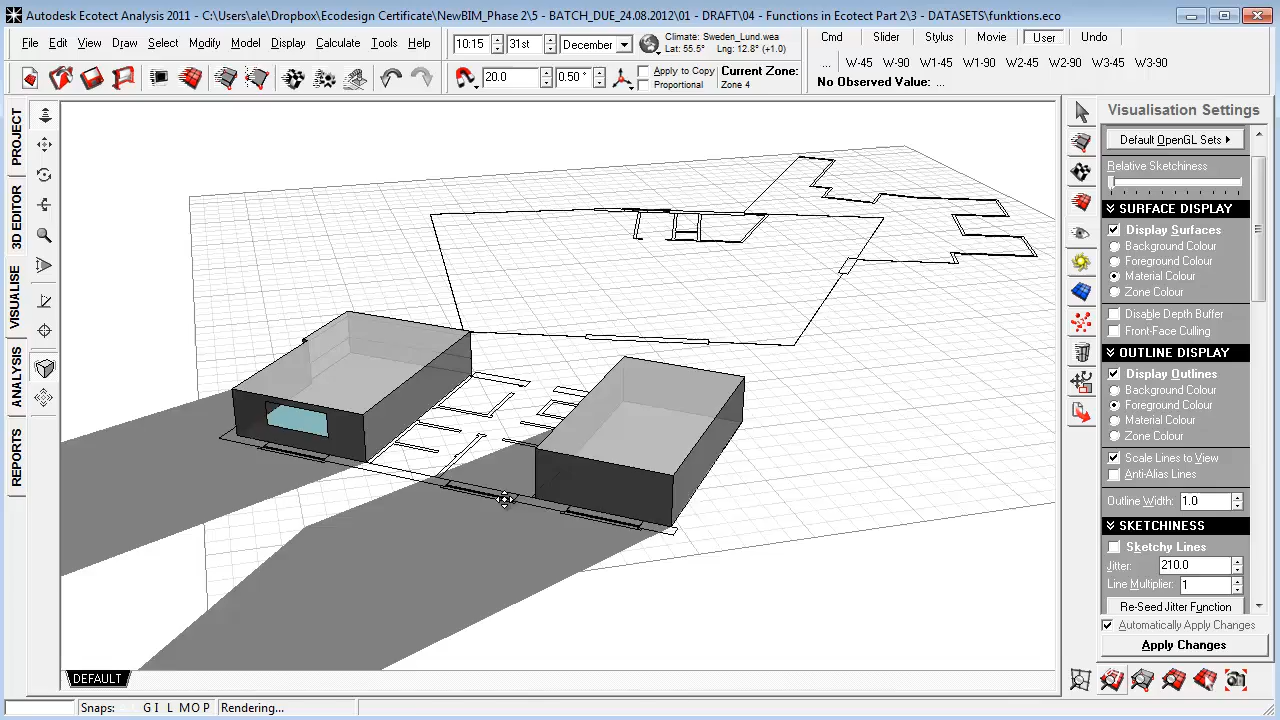 Autodesk Ecotect Analysis 2011 - C:\Users\ale\Dropbox\Ecodesign Certificate\NewBIM_Phase 2\5 - BATCH_DUE_24.08.2012\01 - DRAFT\04 - Functions in Ecotect Part 2\3 - DATASETS\funktions.eco
File Edit View Draw Select Modify Model Display Calculate Tools Help
10:15 31st December
Climate: Sweden_Lund.wea
Lat: 55.5° Lng: 12.8° (+1.0)
Cmd Slider Stylus Movie User Undo
... W-45 W-90 W1-45 W1-90 W2-45 W2-90 W3-45 W3-90
20.0 0.50 °
Apply to Copy
Proportional
Current Zone:
Zone 4
No Observed Value: ...
PROJECT
3D EDITOR
VISUALISE
ANALYSIS
REPORTS
Visualisation Settings
Default OpenGL Sets
Relative Sketchiness
SURFACE DISPLAY
Display Surfaces
Background Colour
Foreground Colour
Material Colour
Zone Colour
Disable Depth Buffer
Front-Face Culling
OUTLINE DISPLAY
Display Outlines
Background Colour
Foreground Colour
Material Colour
Zone Colour
Scale Lines to View
Anti-Alias Lines
Outline Width: 1.0
SKETCHINESS
Sketchy Lines
Jitter: 210.0
Line Multiplier: 1
Re-Seed Jitter Function
Automatically Apply Changes
Apply Changes
DEFAULT
Snaps: G I L M O P Rendering...